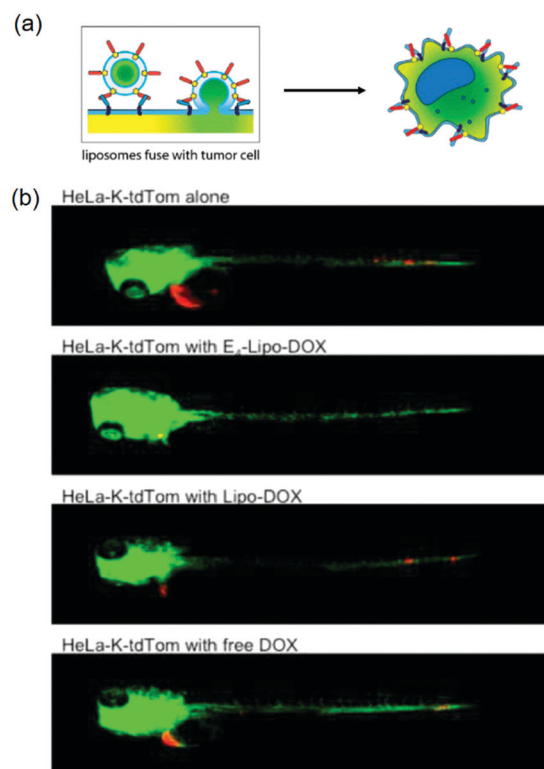 (a)
liposomes fuse with tumor cell
(b)
HeLa-K-tdTom alone
HeLa-K-tdTom with E₄-Lipo-DOX
HeLa-K-tdTom with Lipo-DOX
HeLa-K-tdTom with free DOX